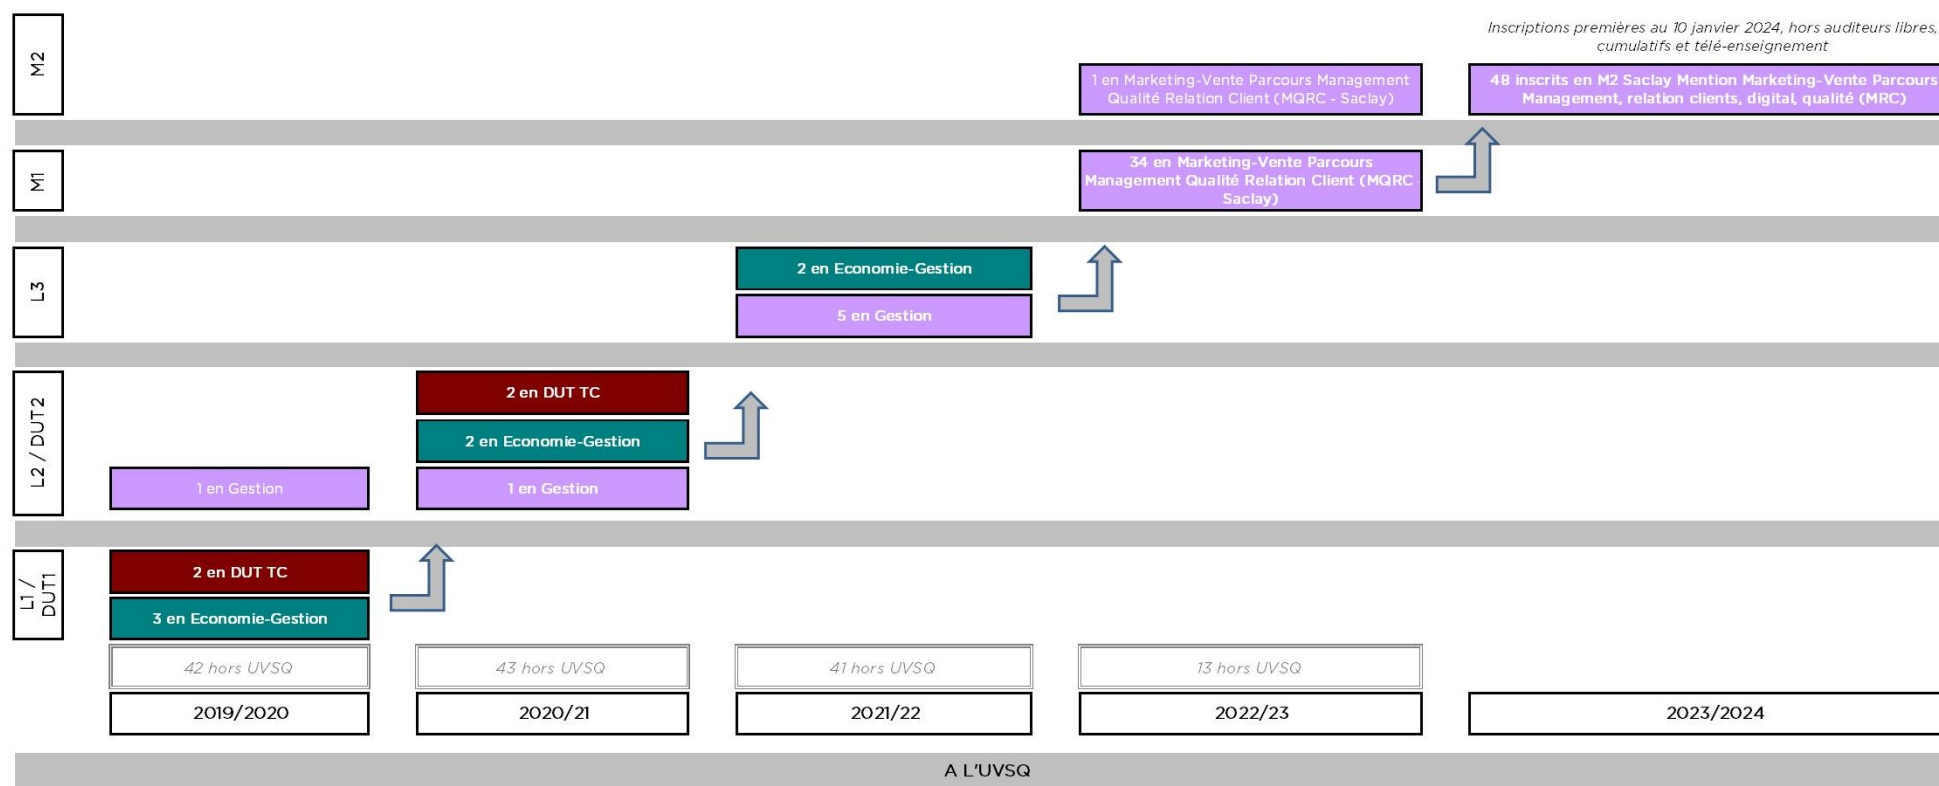 Inscriptions premières au 10 janvier 2024, hors auditeurs libres,
cumulatifs et télé-enseignement
M2
1 en Marketing-Vente Parcours Management
Qualité Relation Client (MQRC - Saclay)
48 inscrits en M2 Saclay Mention Marketing-Vente Parcours
Management, relation clients, digital, qualité (MRC)
M1
34 en Marketing-Vente Parcours
Management Qualité Relation Client (MQRC
Saclay)
L3
2 en Economie-Gestion
5 en Gestion
L2 / DUT2
2 en DUT TC
2 en Economie-Gestion
1 en Gestion
1 en Gestion
L1 /
DUT1
2 en DUT TC
3 en Economie-Gestion
42 hors UVSQ
43 hors UVSQ
41 hors UVSQ
13 hors UVSQ
2019/2020
2020/21
2021/22
2022/23
2023/2024
A L'UVSQ